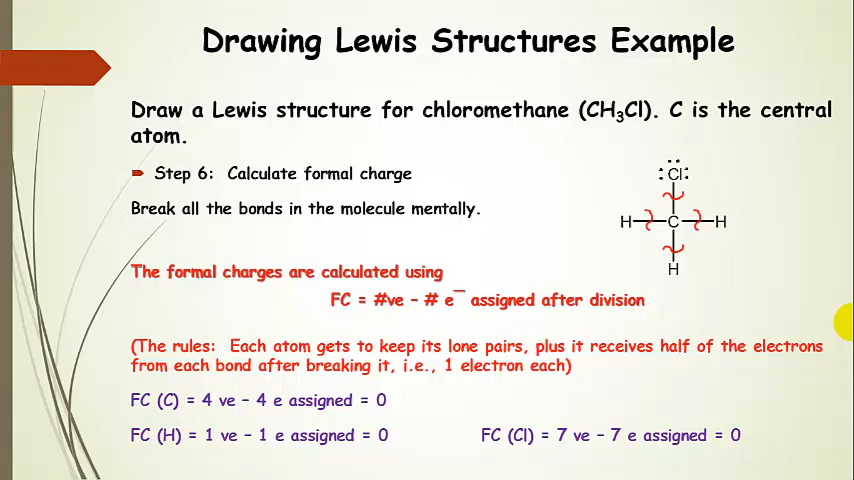 Drawing Lewis Structures Example
Draw a Lewis structure for chloromethane (CH₃Cl). C is the central
atom.
Step 6: Calculate formal charge
Break all the bonds in the molecule mentally.
:Cl:
H C H
H
The formal charges are calculated using
FC = #ve – # e⁻ assigned after division
(The rules: Each atom gets to keep its lone pairs, plus it receives half of the electrons
from each bond after breaking it, i.e., 1 electron each)
FC (C) = 4 ve – 4 e assigned = 0
FC (H) = 1 ve – 1 e assigned = 0
FC (Cl) = 7 ve – 7 e assigned = 0